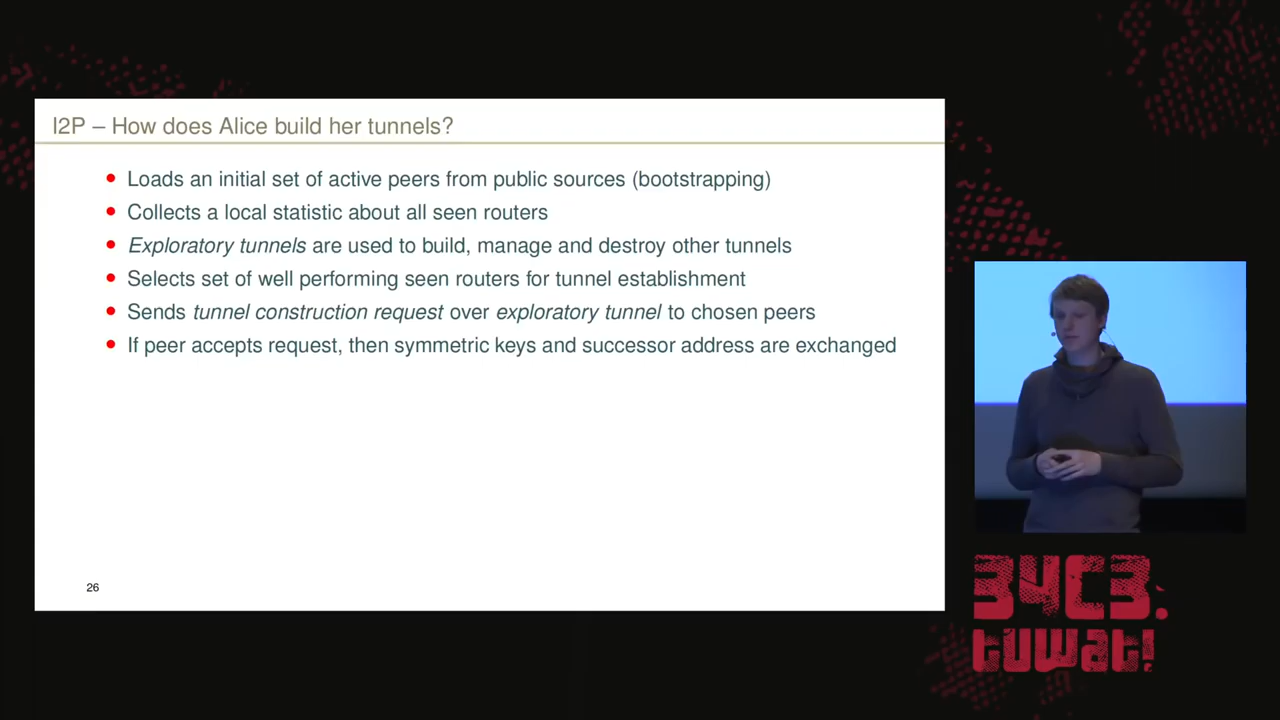 I2P – How does Alice build her tunnels?
Loads an initial set of active peers from public sources (bootstrapping)
Collects a local statistic about all seen routers
Exploratory tunnels are used to build, manage and destroy other tunnels
Selects set of well performing seen routers for tunnel establishment
Sends tunnel construction request over exploratory tunnel to chosen peers
If peer accepts request, then symmetric keys and successor address are exchanged
26
34C3.
tuwat!